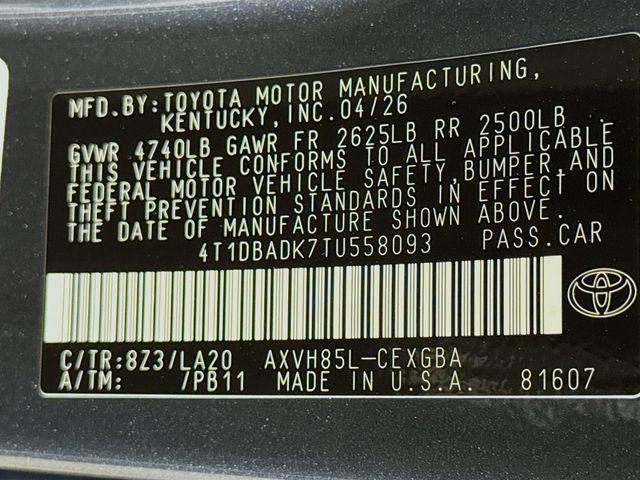 MFD.BY:TOYOTA MOTOR MANUFACTURING,
KENTUCKY,INC.04/26
GVWR 4740LB GAWR FR 2625LB RR 2500LB
THIS VEHICLE CONFORMS TO ALL APPLICABLE
FEDERAL MOTOR VEHICLE SAFETY,BUMPER,AND
THEFT PREVENTION STANDARDS IN EFFECT ON
THE DATE OF MANUFACTURE SHOWN ABOVE.
4T1DBADK7TU558093 PASS.CAR
C/TR:8Z3/LA20 AXVH85L-CEXGBA
A/TM: /PB11 MADE IN U.S.A. 81607